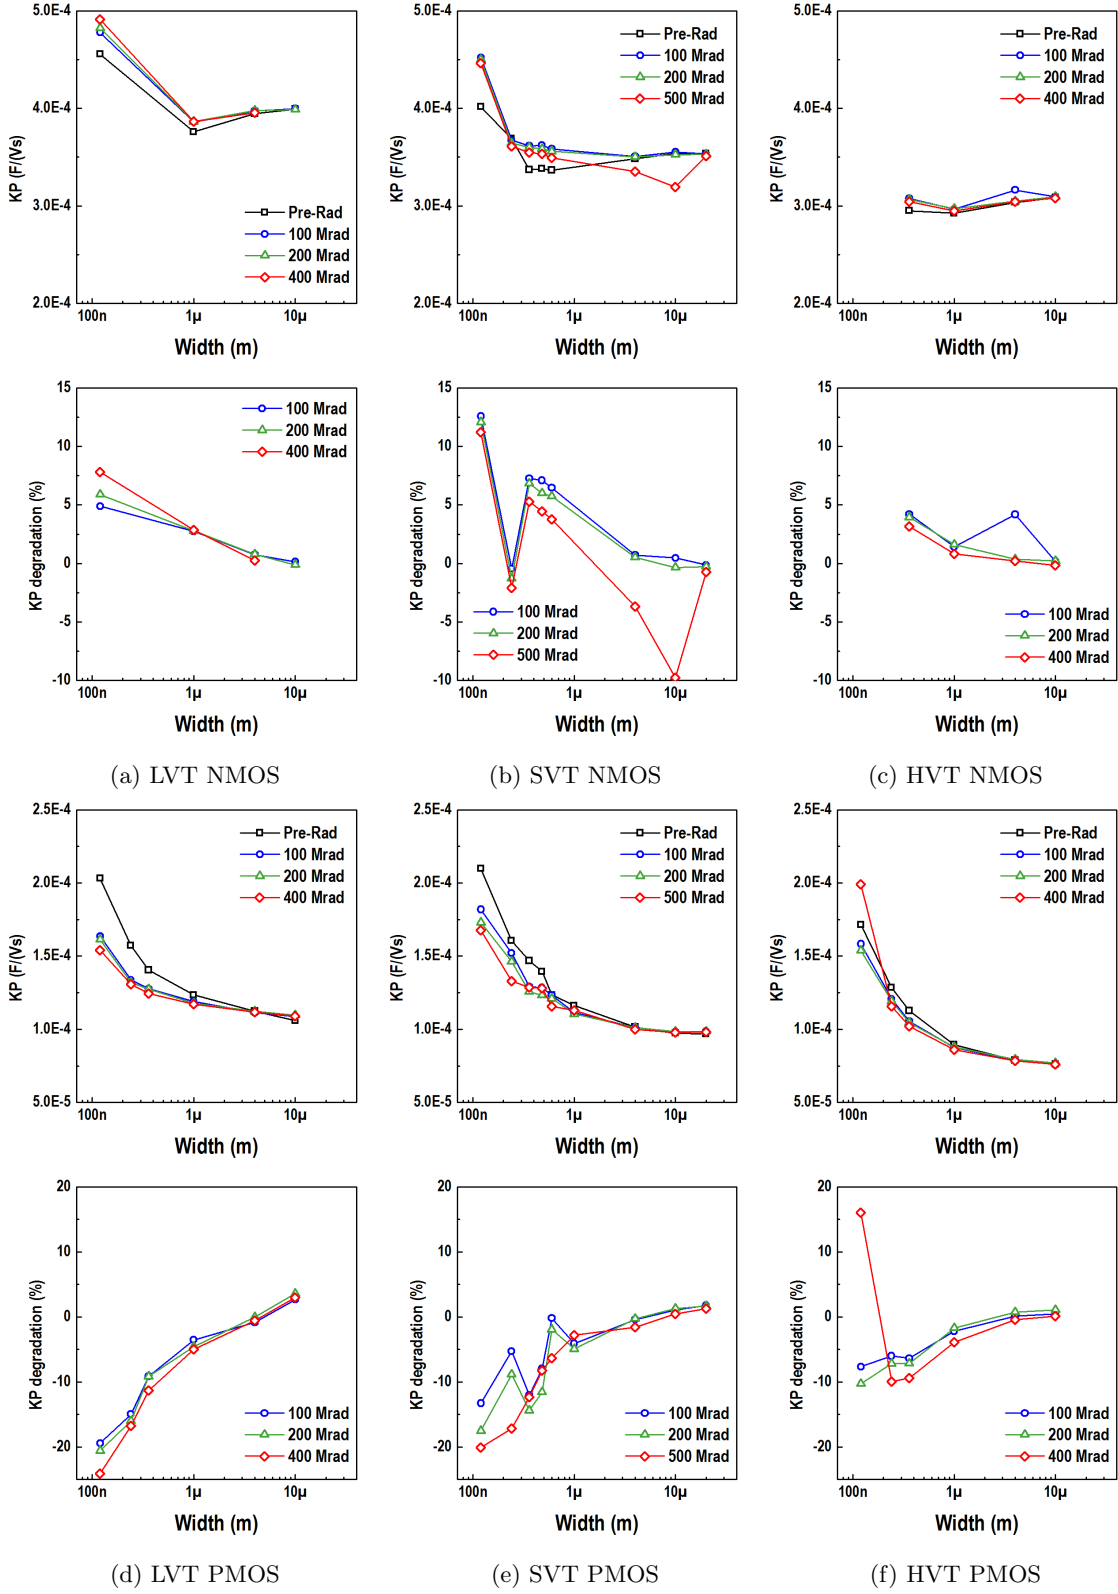 5.0E-4
4.0E-4
3.0E-4
2.0E-4
KP (F/(Vs)
Pre-Rad
100 Mrad
200 Mrad
400 Mrad
100n 1µ 10µ
Width (m)
5.0E-4
4.0E-4
3.0E-4
2.0E-4
KP (F/(Vs)
Pre-Rad
100 Mrad
200 Mrad
500 Mrad
100n 1µ 10µ
Width (m)
5.0E-4
4.0E-4
3.0E-4
2.0E-4
KP (F/(Vs)
Pre-Rad
100 Mrad
200 Mrad
400 Mrad
100n 1µ 10µ
Width (m)
15
10
5
0
-5
-10
KP degradation (%)
100 Mrad
200 Mrad
400 Mrad
100n 1µ 10µ
Width (m)
15
10
5
0
-5
-10
KP degradation (%)
100 Mrad
200 Mrad
500 Mrad
100n 1µ 10µ
Width (m)
15
10
5
0
-5
-10
KP degradation (%)
100 Mrad
200 Mrad
400 Mrad
100n 1µ 10µ
Width (m)
(a) LVT NMOS
(b) SVT NMOS
(c) HVT NMOS
2.5E-4
2.0E-4
1.5E-4
1.0E-4
5.0E-5
KP (F/(Vs)
Pre-Rad
100 Mrad
200 Mrad
400 Mrad
100n 1µ 10µ
Width (m)
2.5E-4
2.0E-4
1.5E-4
1.0E-4
5.0E-5
KP (F/(Vs)
Pre-Rad
100 Mrad
200 Mrad
500 Mrad
100n 1µ 10µ
Width (m)
2.5E-4
2.0E-4
1.5E-4
1.0E-4
5.0E-5
KP (F/(Vs)
Pre-Rad
100 Mrad
200 Mrad
400 Mrad
100n 1µ 10µ
Width (m)
20
10
0
-10
-20
KP degradation (%)
100 Mrad
200 Mrad
400 Mrad
100n 1µ 10µ
Width (m)
20
10
0
-10
-20
KP degradation (%)
100 Mrad
200 Mrad
500 Mrad
100n 1µ 10µ
Width (m)
20
10
0
-10
-20
KP degradation (%)
100 Mrad
200 Mrad
400 Mrad
100n 1µ 10µ
Width (m)
(d) LVT PMOS
(e) SVT PMOS
(f) HVT PMOS